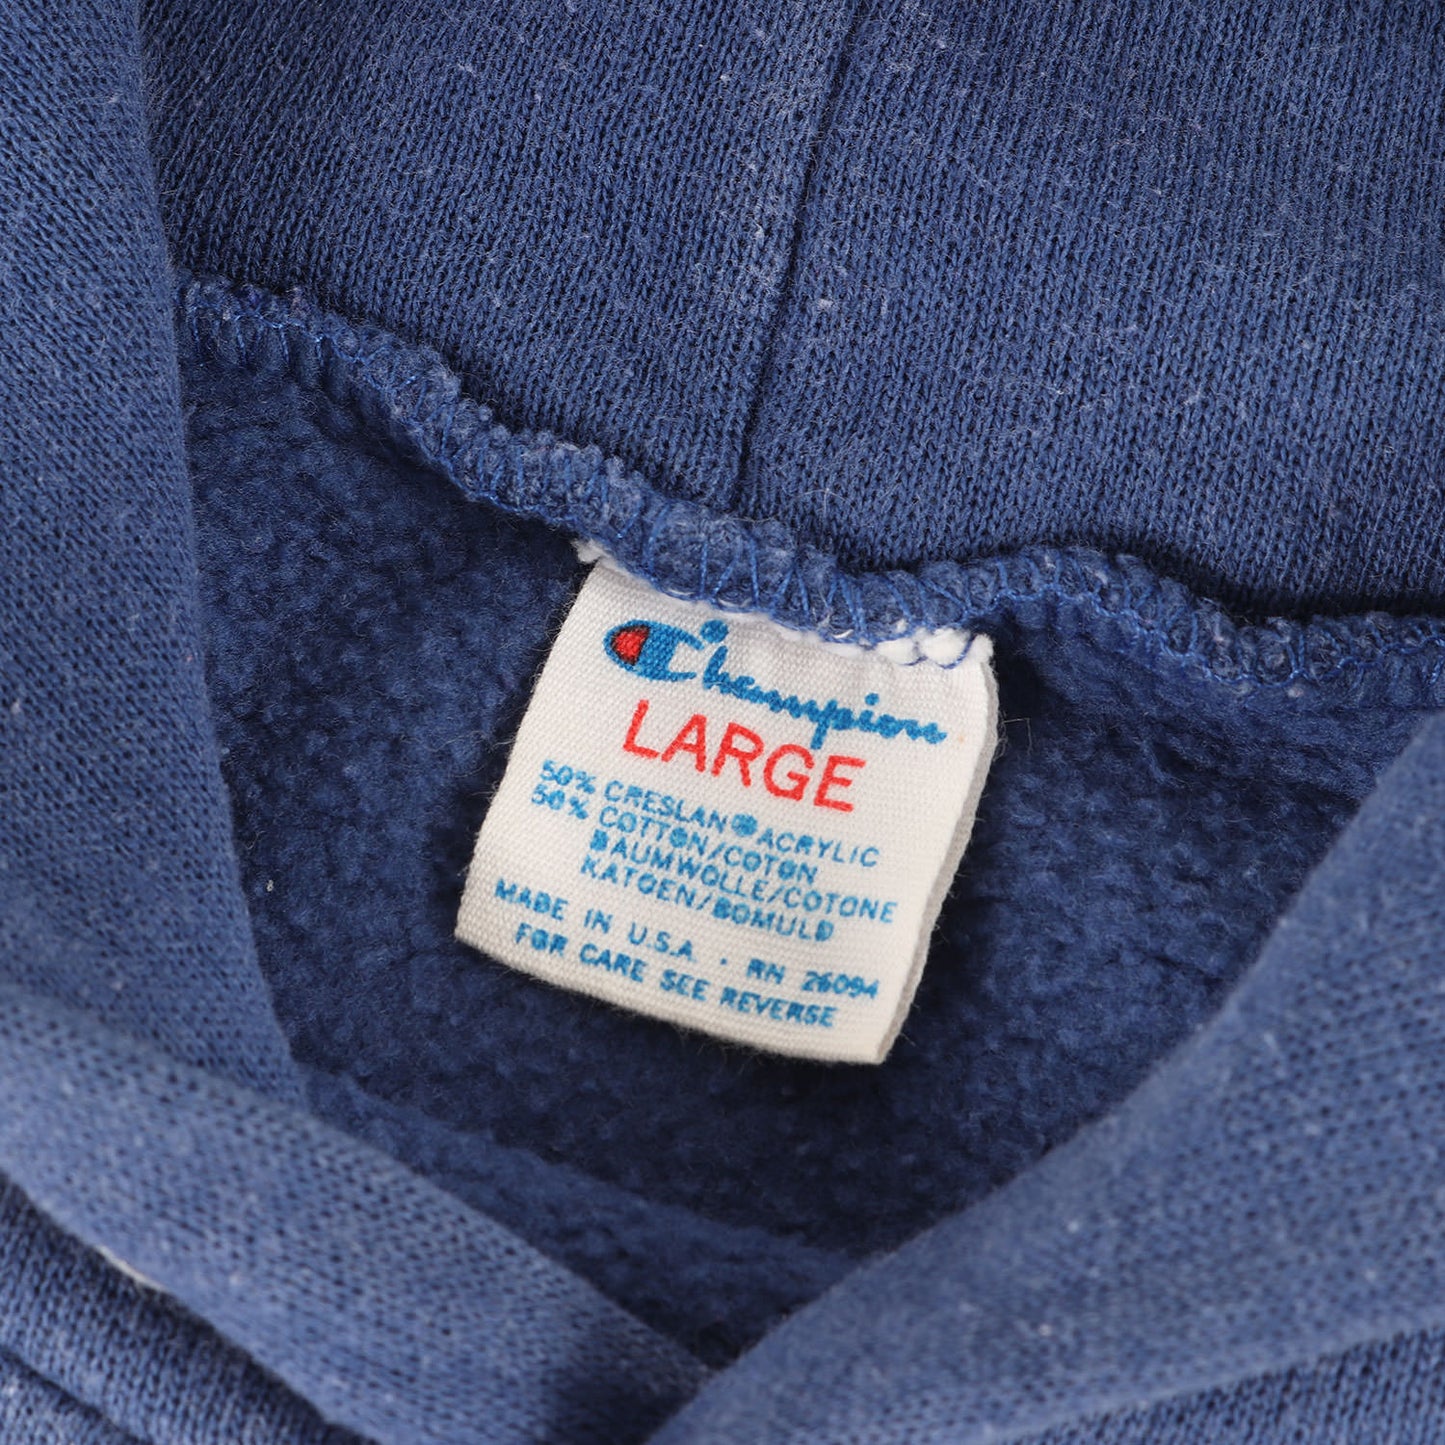 Champion
LARGE
50% CRESLAN® ACRYLIC
50% COTTON/COTON
BAUMWOLLE/COTONE
KATOEN/BOMULD
MADE IN U.S.A. RN 26094
FOR CARE SEE REVERSE